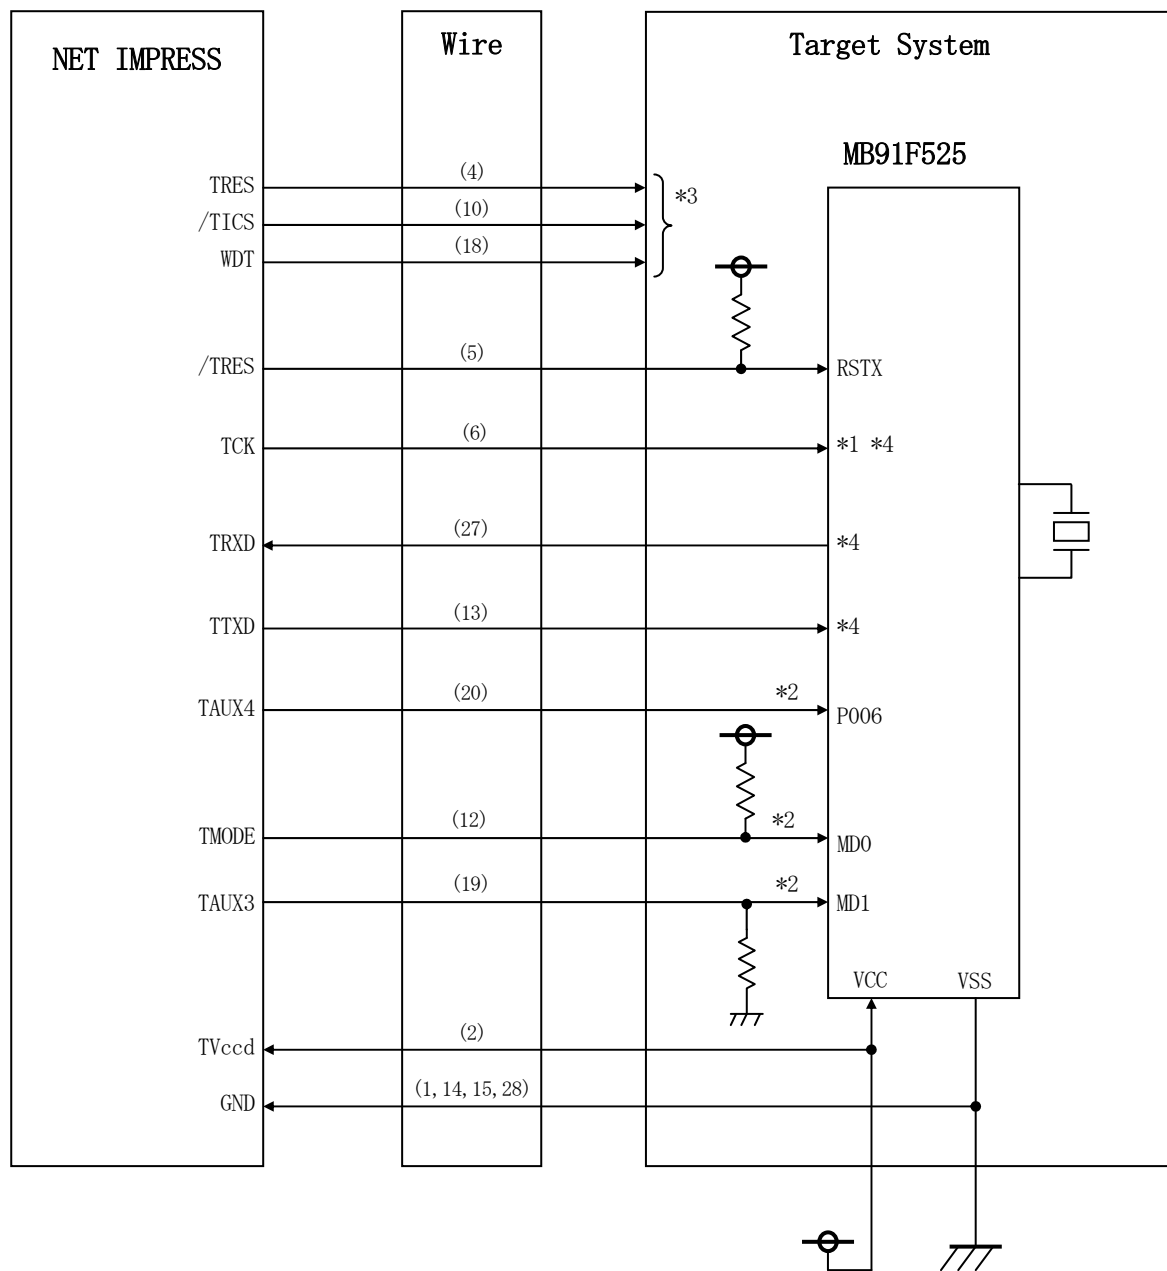 NET IMPRESS
Wire
Target System
MB91F525
TRES (4)
*3
/TICS (10)
WDT (18)
/TRES (5) RSTX
TCK (6) *1 *4
TRXD (27) *4
TTXD (13) *4
TAUX4 (20) *2 P006
TMODE (12) *2 MD0
TAUX3 (19) *2 MD1
VCC VSS
TVccd (2)
GND (1,14,15,28)